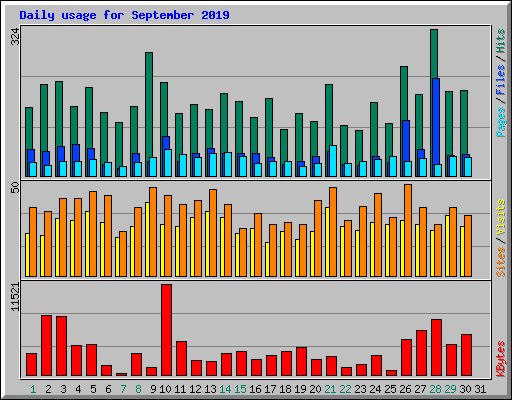 Daily usage for September 2019
324
50
11521
Pages / Files / Hits
Sites / Visits
KBytes
1 2 3 4 5 6 7 8 9 10 11 12 13 14 15 16 17 18 19 20 21 22 23 24 25 26 27 28 29 30 31